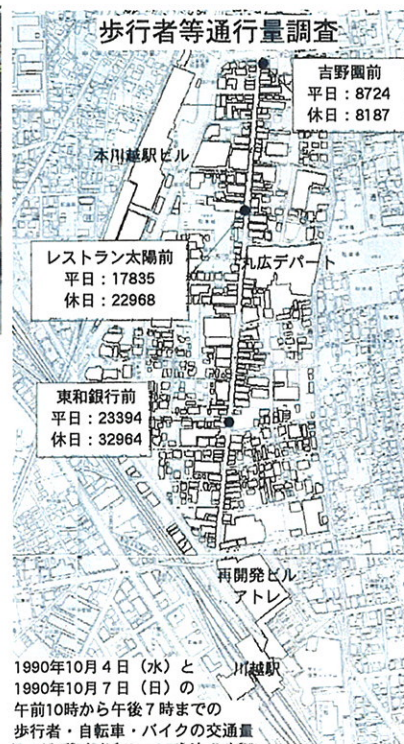 歩行者等通行量調査
吉野園前
平日：8724
休日：8187
本川越駅ビル
レストラン太陽前
平日：17835
休日：22968
丸広デパート
東和銀行前
平日：23394
休日：32964
再開発ビル
アトレ
川越駅
1990年10月4日（水）と
1990年10月7日（日）の
午前10時から午後7時までの
歩行者・自転車・バイクの交通量